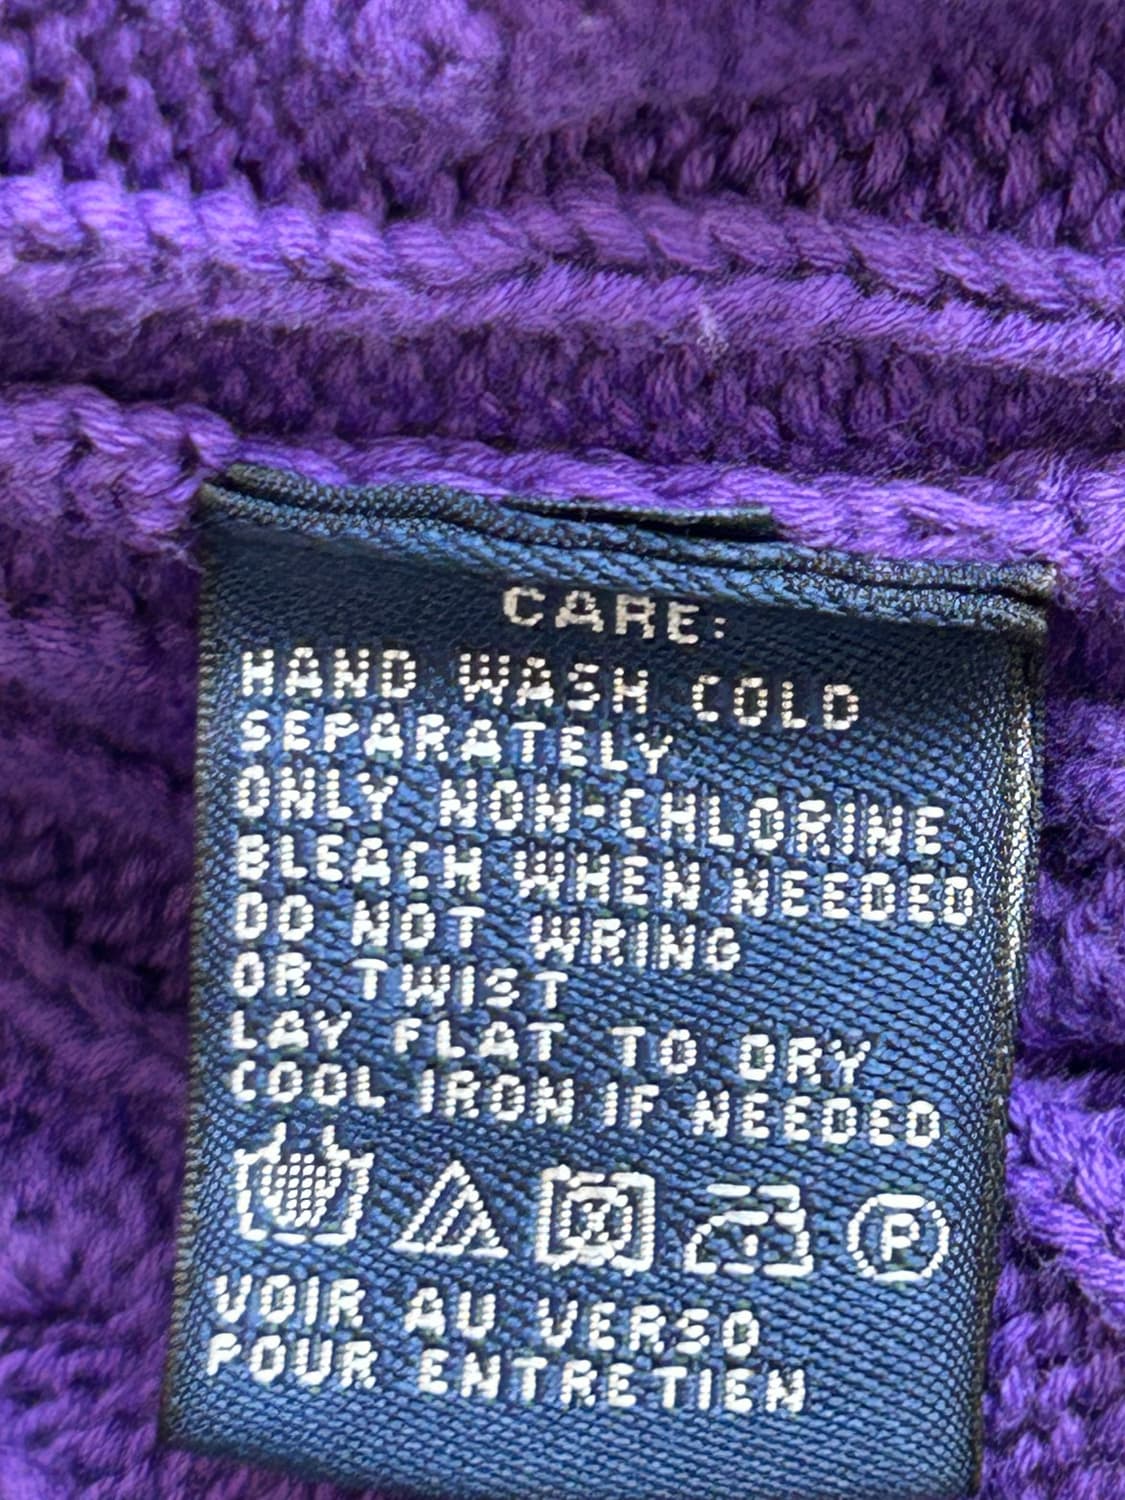 CARE:
HAND WASH COLD
SEPARATELY
ONLY NON-CHLORINE
BLEACH WHEN NEEDED
DO NOT WRING
OR TWIST
LAY FLAT TO DRY
COOL IRON IF NEEDED
P
VOIR AU VERSO
POUR ENTRETIEN